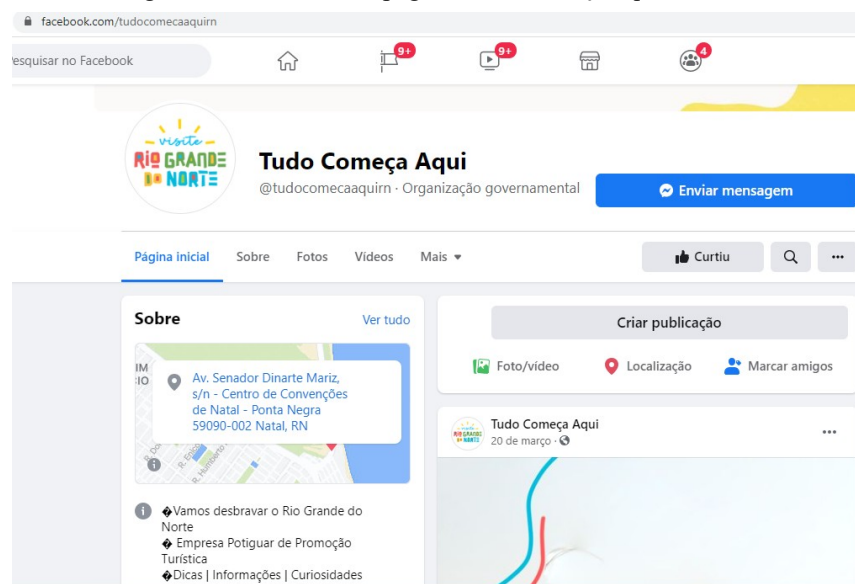 facebook.com/tudocomecaaquirn
esquisar no Facebook
9+
9+
4
visite
RIO GRANDE
DO NORTE
Tudo Começa Aqui
@tudocomecaaquirn · Organização governamental
Enviar mensagem
Página inicial
Sobre
Fotos
Vídeos
Mais
Curtiu
Sobre
Ver tudo
Av. Senador Dinarte Mariz,
s/n - Centro de Convenções
de Natal - Ponta Negra
59090-002 Natal, RN
�Vamos desbravar o Rio Grande do
Norte
� Empresa Potiguar de Promoção
Turística
�Dicas | Informações | Curiosidades
Criar publicação
Foto/vídeo
Localização
Marcar amigos
Tudo Começa Aqui
20 de março ·